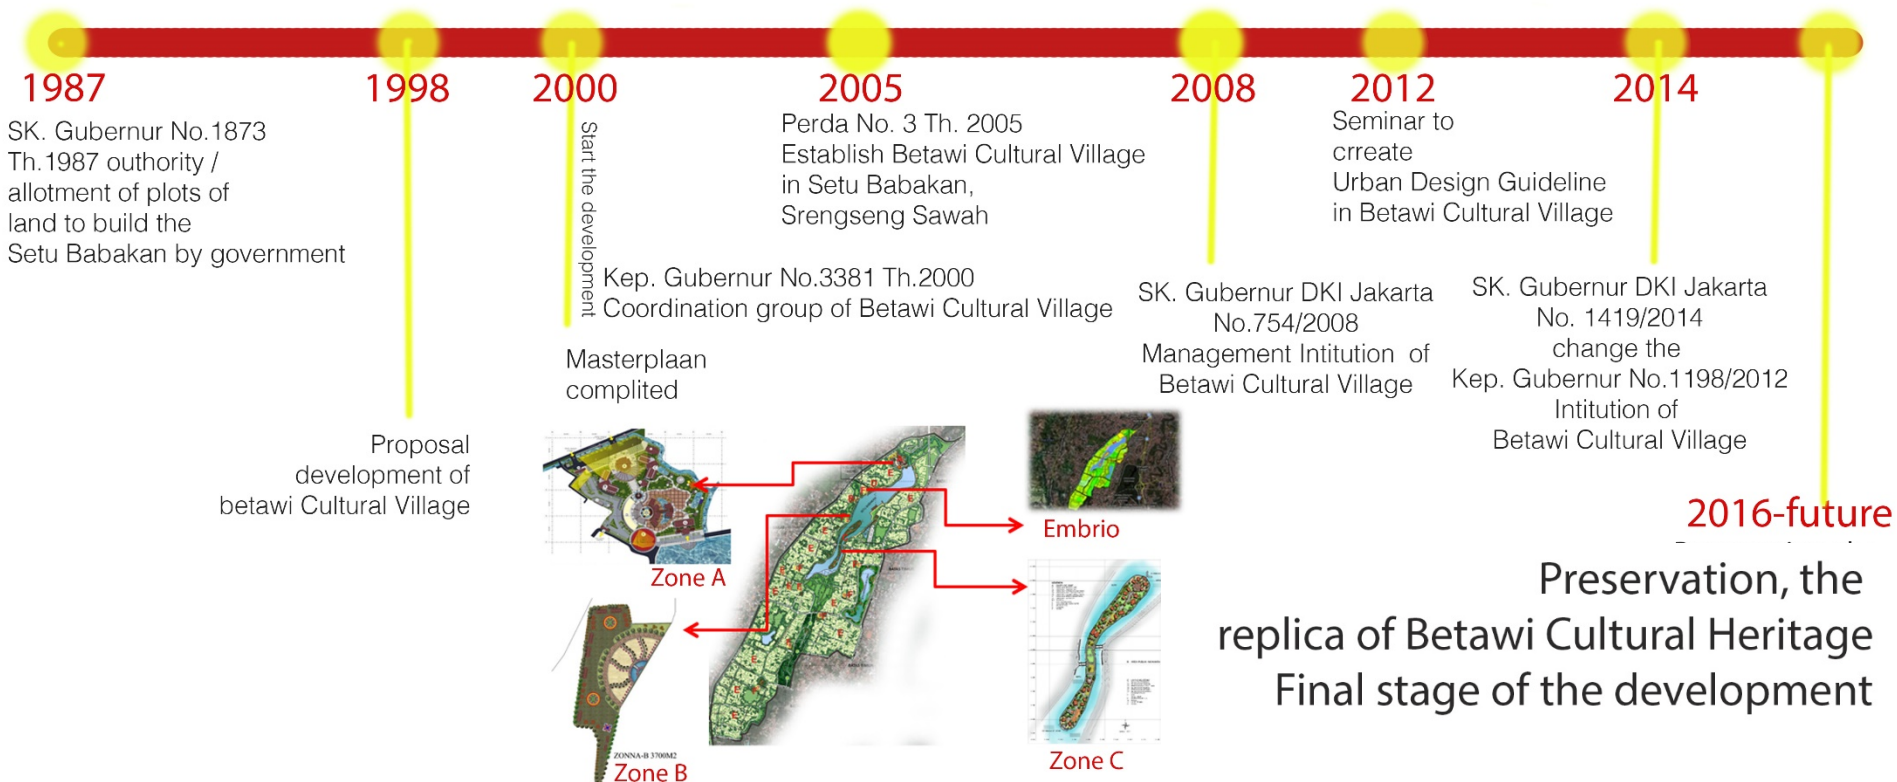 1987
SK. Gubernur No.1873
Th.1987 outhority /
allotment of plots of
land to build the
Setu Babakan by government
1998
Proposal
development of
betawi Cultural Village
2000
Start the development
Kep. Gubernur No.3381 Th.2000
Coordination group of Betawi Cultural Village
Masterplaan
complited
2005
Perda No. 3 Th. 2005
Establish Betawi Cultural Village
in Setu Babakan,
Srengseng Sawah
2008
SK. Gubernur DKI Jakarta
No.754/2008
Management Intitution of
Betawi Cultural Village
2012
Seminar to
crreate
Urban Design Guideline
in Betawi Cultural Village
2014
SK. Gubernur DKI Jakarta
No. 1419/2014
change the
Kep. Gubernur No.1198/2012
Intitution of
Betawi Cultural Village
2016-future
Preservation, the
replica of Betawi Cultural Heritage
Final stage of the development
Zone A
ZONNA-B 3700M2
Zone B
Embrio
Zone C